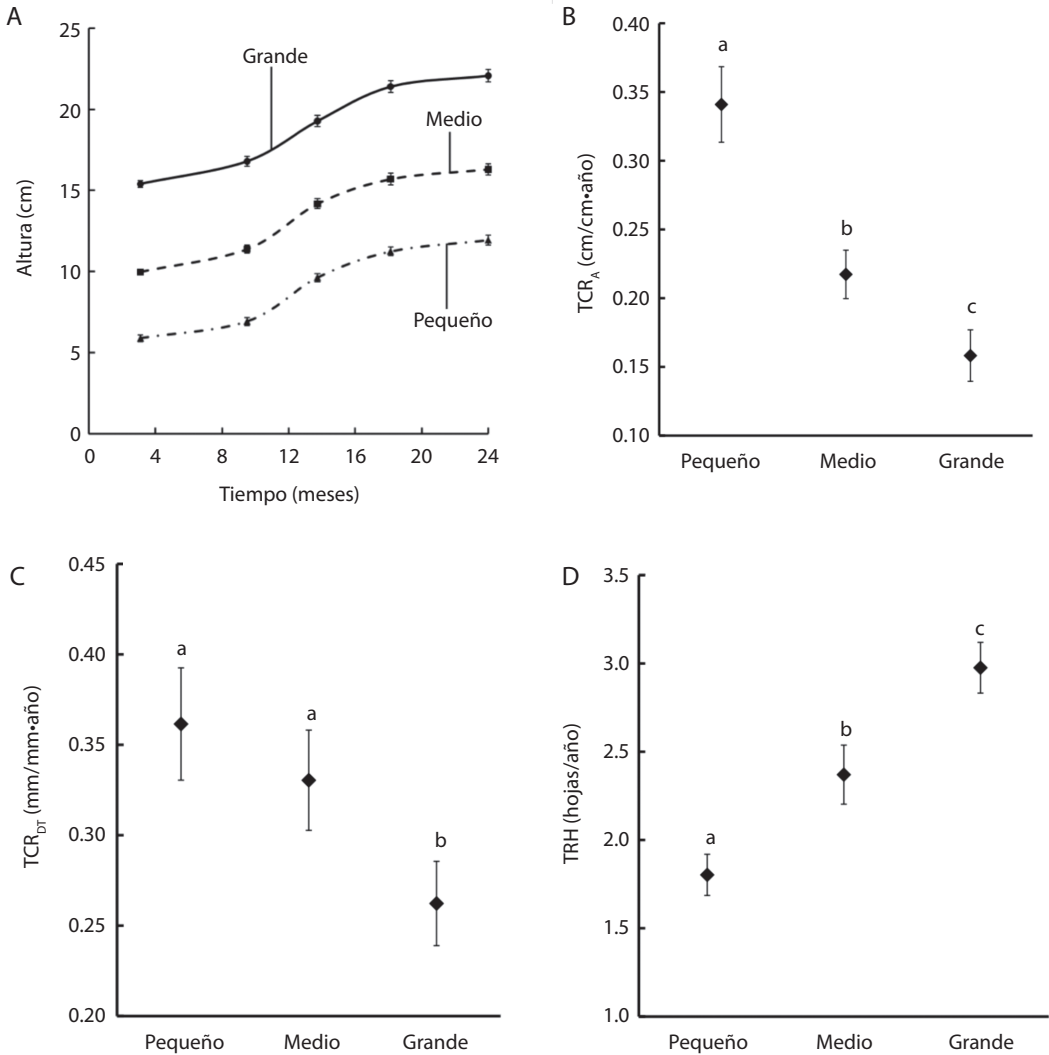 A
25
20
15
10
5
0
Altura (cm)
Grande
Medio
Pequeño
0 4 8 12 16 20 24
Tiempo (meses)
B
0.40
0.35
0.30
0.25
0.20
0.15
0.10
TCR_A (cm/cm•año)
a
b
c
Pequeño Medio Grande
C
0.45
0.40
0.35
0.30
0.25
0.20
TCR_DT (mm/mm•año)
a
a
b
Pequeño Medio Grande
D
3.5
3.0
2.5
2.0
1.5
1.0
TRH (hojas/año)
a
b
c
Pequeño Medio Grande